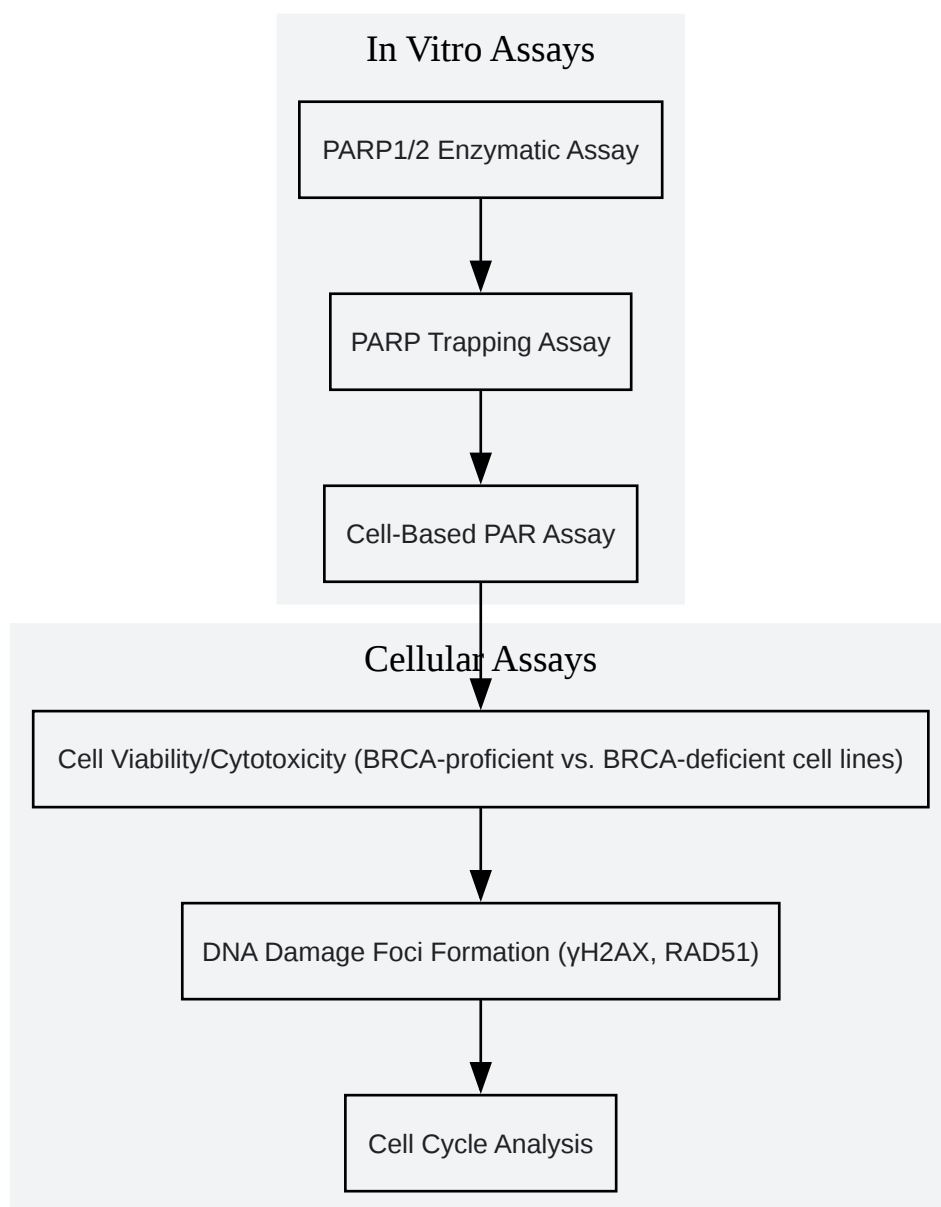 In Vitro Assays
PARP1/2 Enzymatic Assay
PARP Trapping Assay
Cell-Based PAR Assay
Cellular Assays
Cell Viability/Cytotoxicity (BRCA-proficient vs. BRCA-deficient cell lines)
DNA Damage Foci Formation (γH2AX, RAD51)
Cell Cycle Analysis